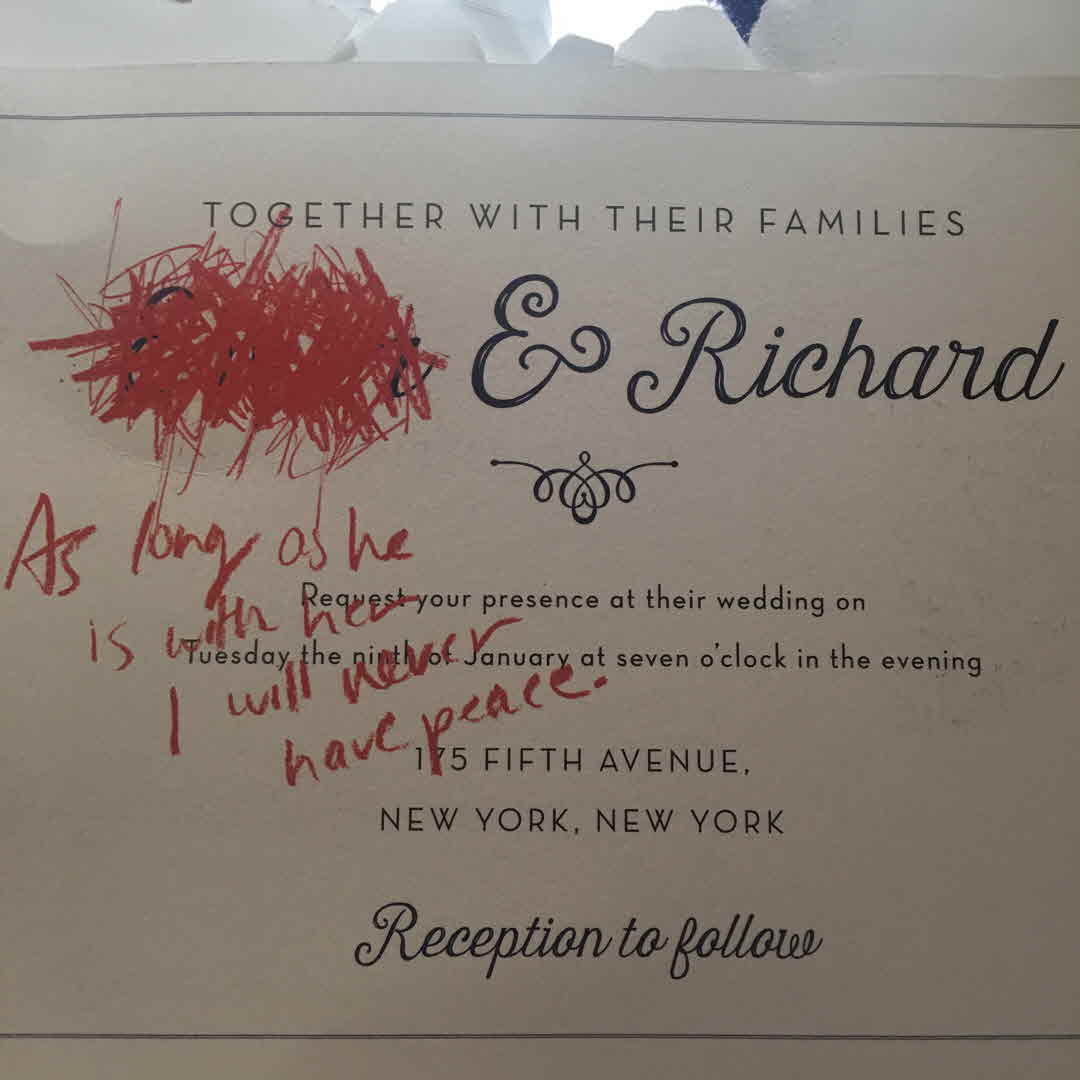 TOGETHER WITH THEIR FAMILIES
& Richard
As long as he
is with her
I will never
have peace.
Request your presence at their wedding on
Tuesday the ninth of January at seven o'clock in the evening
175 FIFTH AVENUE,
NEW YORK, NEW YORK
Reception to follow